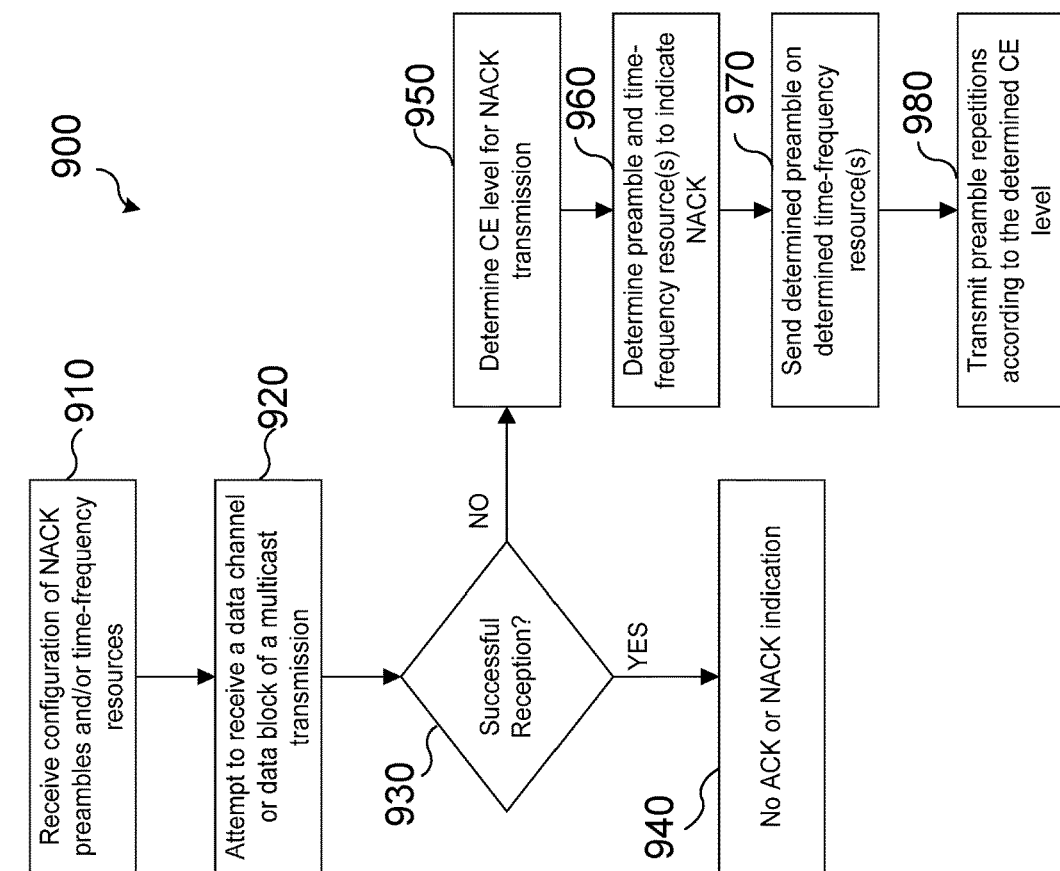 900
910
Receive configuration of NACK
preambles and/or time-frequency
resources
920
Attempt to receive a data channel
or data block of a multicast
transmission
930
Successful
Reception?
NO
YES
940
No ACK or NACK indication
950
Determine CE level for NACK
transmission
960
Determine preamble and time-
frequency resource(s) to indicate
NACK
970
Send determined preamble on
determined time-frequency
resource(s)
980
Transmit preamble repetitions
according to the determined CE
level